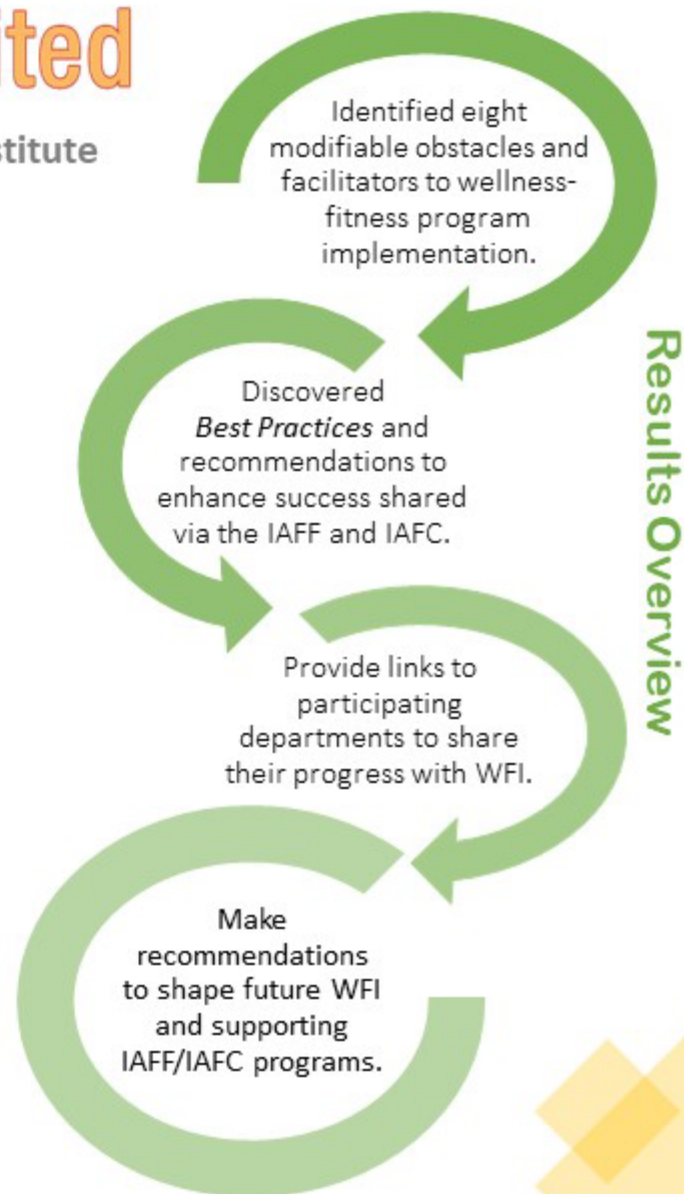 ited
stitute
Identified eight
modifiable obstacles and
facilitators to wellness-
fitness program
implementation.
Results Overview
Discovered
Best Practices and
recommendations to
enhance success shared
via the IAFF and IAFC.
Provide links to
participating
departments to share
their progress with WFI.
Make
recommendations
to shape future WFI
and supporting
IAFF/IAFC programs.